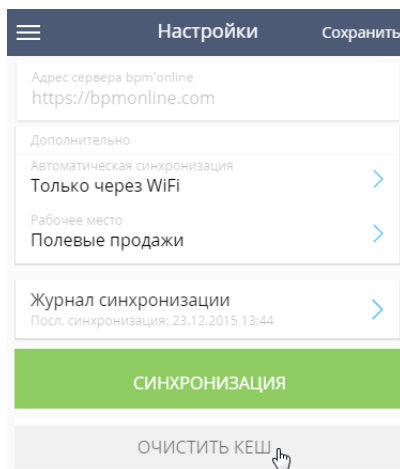 Настройки
Сохранить
Адрес сервера bpm'online
https://bpmonline.com
Дополнительно
Автоматическая синхронизация
Только через WiFi
Рабочее место
Полевые продажи
Журнал синхронизации
Посл. синхронизация: 23.12.2015 13:44
СИНХРОНИЗАЦИЯ
ОЧИСТИТЬ КЕШ